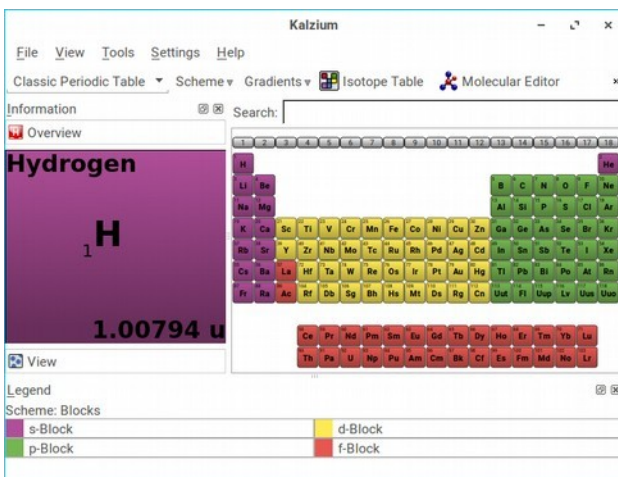 Kalzium
File View Tools Settings Help
Classic Periodic Table Scheme Gradients Isotope Table Molecular Editor
Information
Search:
Overview
Hydrogen
1H
1.00794 u
View
1 2 3 4 5 6 7 8 9 10 11 12 13 14 15 16 17 18
H He
Li Be B C N O F Ne
Na Mg Al Si P S Cl Ar
K Ca Sc Ti V Cr Mn Fe Co Ni Cu Zn Ga Ge As Se Br Kr
Rb Sr Y Zr Nb Mo Tc Ru Rh Pd Ag Cd In Sn Sb Te I Xe
Cs Ba La Hf Ta W Re Os Ir Pt Au Hg Tl Pb Bi Po At Rn
Fr Ra Ac Rf Db Sg Bh Hs Mt Ds Rg Cn Uut Fl Uup Lv Uus Uuo
Ce Pr Nd Pm Sm Eu Gd Tb Dy Ho Er Tm Yb Lu
Th Pa U Np Pu Am Cm Bk Cf Es Fm Md No Lr
Legend
Scheme: Blocks
s-Block d-Block
p-Block f-Block